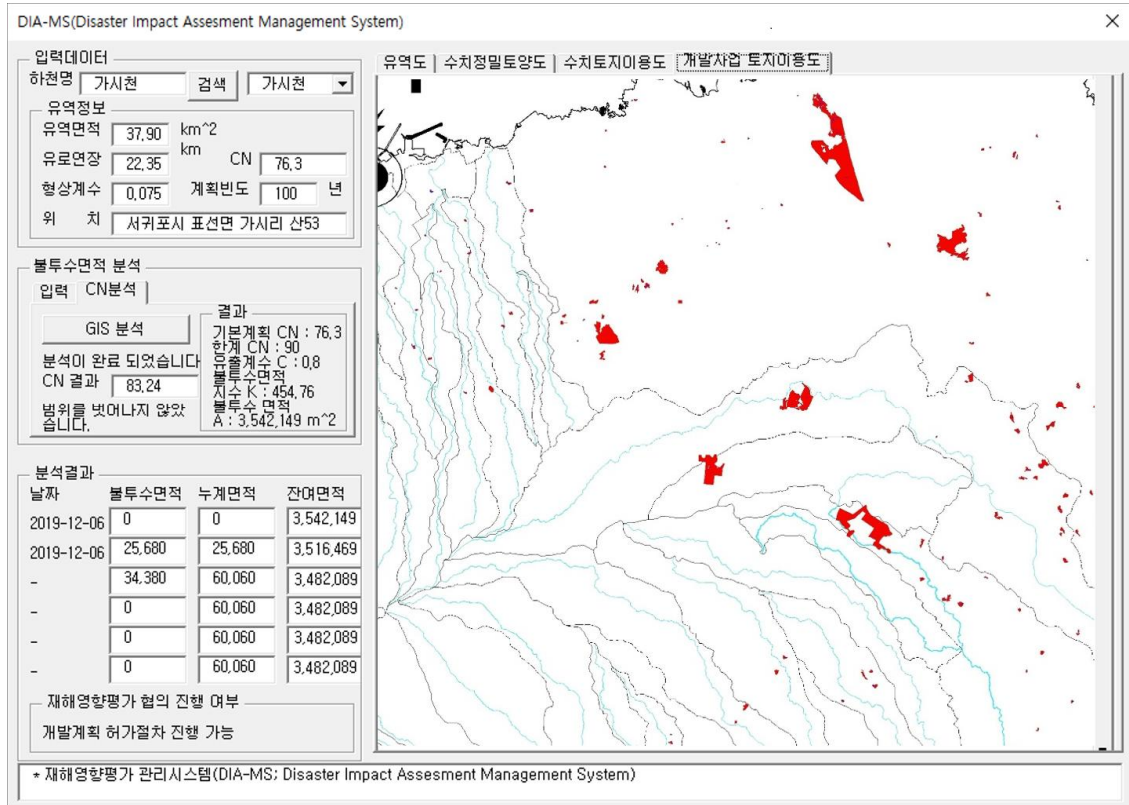 DIA-MS(Disaster Impact Assesment Management System)
입력데이터
하천명 가시천 검색 가시천
유역정보
유역면적 37.90 km^2
유로연장 22.35 km CN 76.3
형상계수 0.075 계획빈도 100 년
위 치 서귀포시 표선면 가시리 산53
불투수면적 분석
입력 CN분석
GIS 분석
분석이 완료 되었습니다
CN 결과 83.24
범위를 벗어나지 않았
습니다.
결과
기본계획 CN : 76.3
한계 CN : 90
유출계수 C : 0.8
불투수면적
지수 K : 454.76
불투수 면적
A : 3,542,149 m^2
분석결과
날짜 불투수면적 누계면적 잔여면적
2019-12-06 0 0 3,542,149
2019-12-06 25,680 25,680 3,516,469
- 34,380 60,060 3,482,089
- 0 60,060 3,482,089
- 0 60,060 3,482,089
- 0 60,060 3,482,089
재해영향평가 협의 진행 여부
개발계획 허가절차 진행 가능
유역도 수치정밀토양도 수치토지이용도 개발사업 토지이용도
* 재해영향평가 관리시스템(DIA-MS; Disaster Impact Assesment Management System)